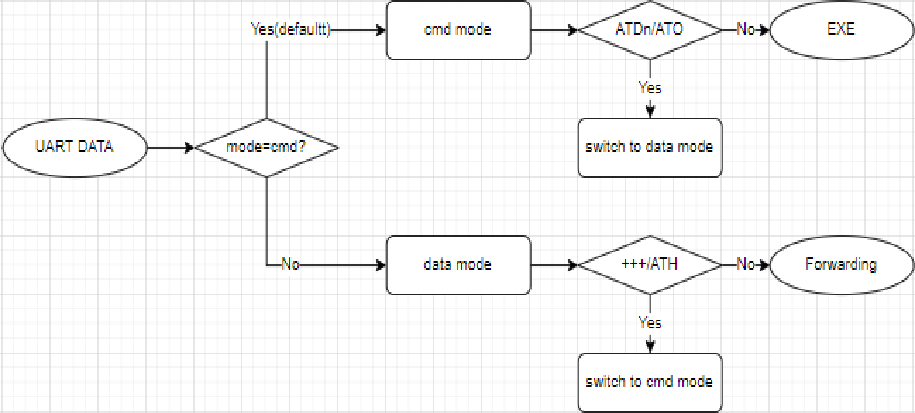 Yes(defaultt)
cmd mode
ATDn/ATO
No
EXE
Yes
UART DATA
mode=cmd?
switch to data mode
No
data mode
+++/ATH
No
Forwarding
Yes
switch to cmd mode